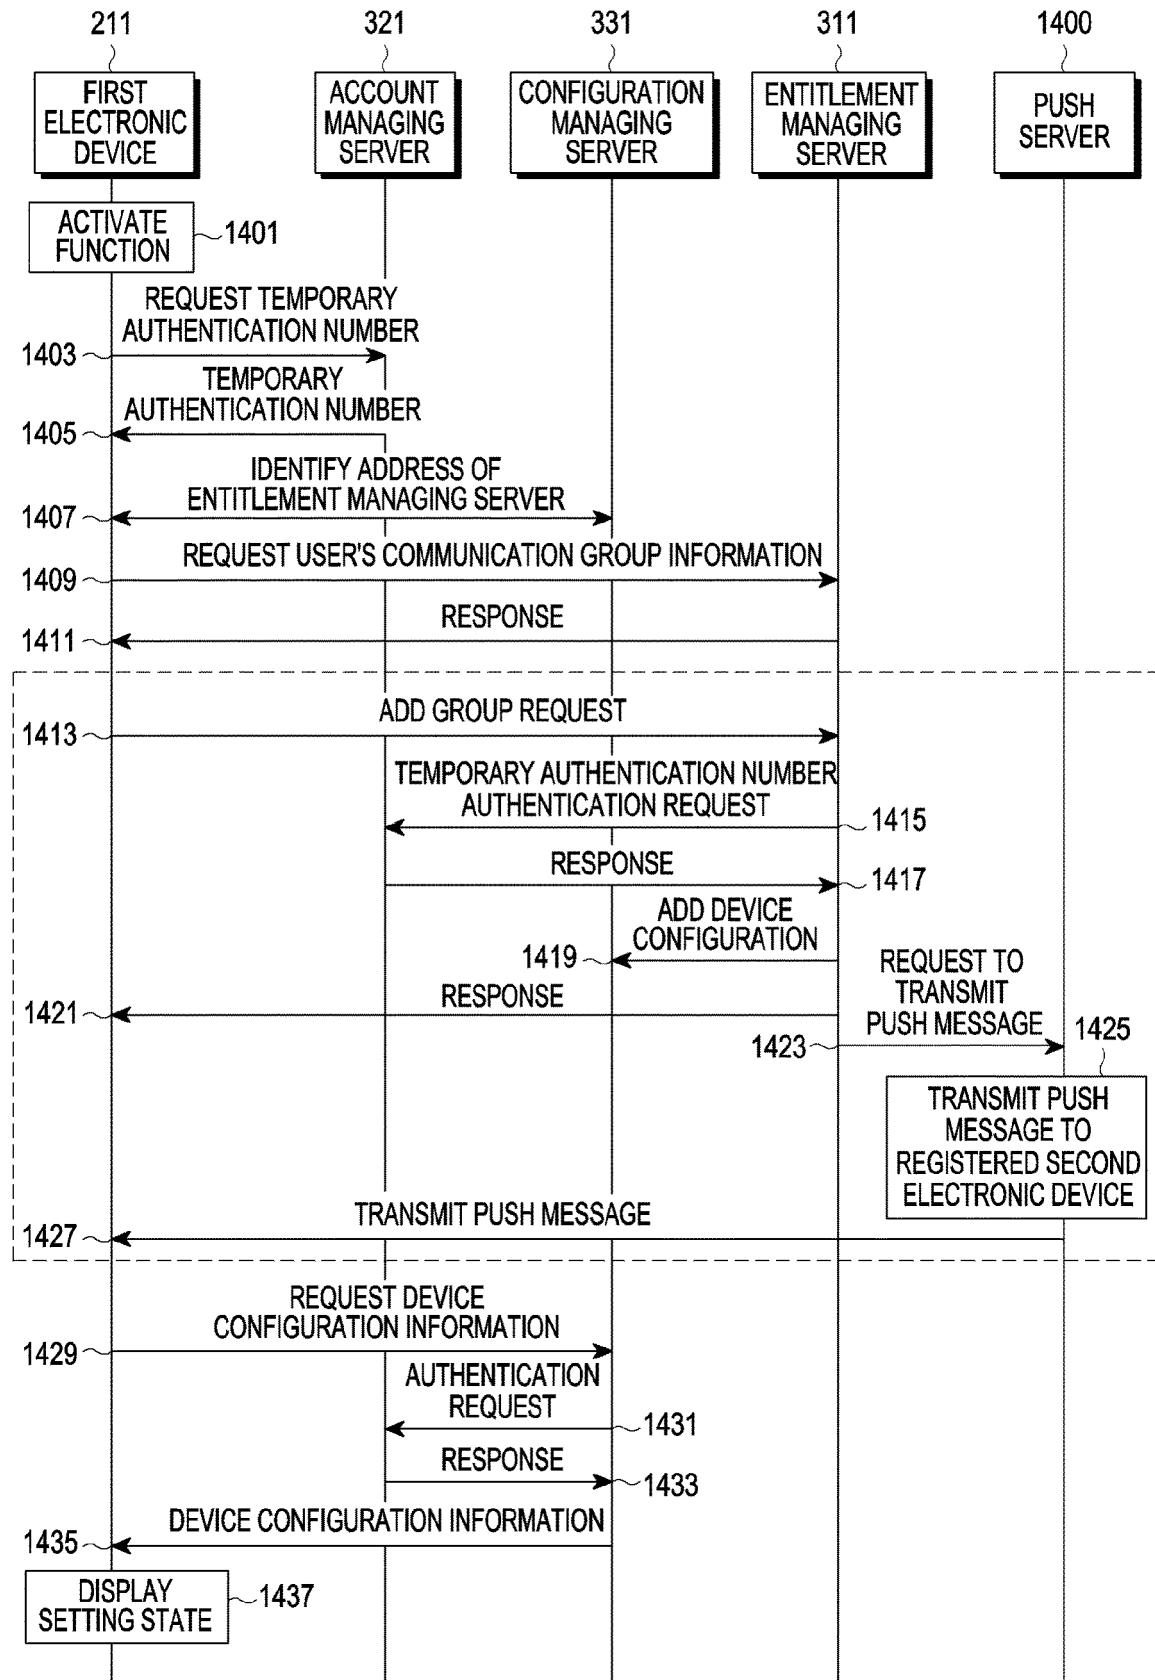 211
321
331
311
1400
FIRST
ELECTRONIC
DEVICE
ACCOUNT
MANAGING
SERVER
CONFIGURATION
MANAGING
SERVER
ENTITLEMENT
MANAGING
SERVER
PUSH
SERVER
ACTIVATE
FUNCTION
1401
REQUEST TEMPORARY
AUTHENTICATION NUMBER
1403
TEMPORARY
AUTHENTICATION NUMBER
1405
IDENTIFY ADDRESS OF
ENTITLEMENT MANAGING SERVER
1407
REQUEST USER'S COMMUNICATION GROUP INFORMATION
1409
RESPONSE
1411
ADD GROUP REQUEST
1413
TEMPORARY AUTHENTICATION NUMBER
AUTHENTICATION REQUEST
1415
RESPONSE
1417
ADD DEVICE
CONFIGURATION
1419
RESPONSE
1421
REQUEST TO
TRANSMIT
PUSH MESSAGE
1423
1425
TRANSMIT PUSH
MESSAGE TO
REGISTERED SECOND
ELECTRONIC DEVICE
TRANSMIT PUSH MESSAGE
1427
REQUEST DEVICE
CONFIGURATION INFORMATION
1429
AUTHENTICATION
REQUEST
1431
RESPONSE
1433
DEVICE CONFIGURATION INFORMATION
1435
DISPLAY
SETTING STATE
1437